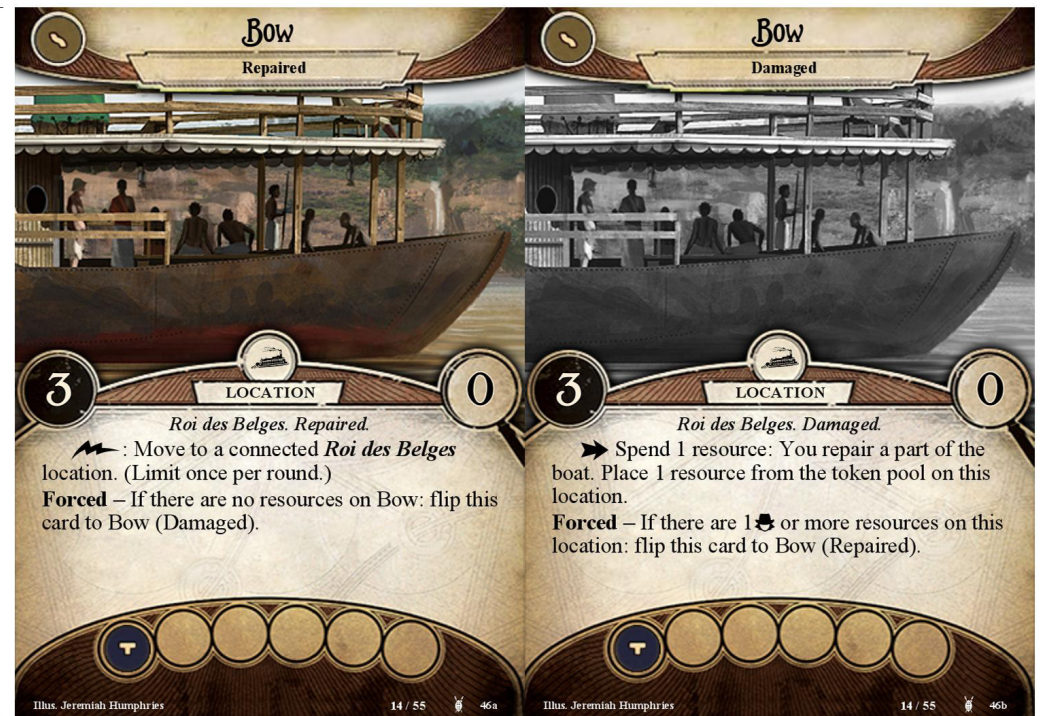 Bow
Repaired
3
LOCATION
0
Roi des Belges. Repaired.
: Move to a connected Roi des Belges
location. (Limit once per round.)
Forced – If there are no resources on Bow: flip this
card to Bow (Damaged).
Illus. Jeremiah Humphries
14 / 55
46a
Bow
Damaged
3
LOCATION
0
Roi des Belges. Damaged.
Spend 1 resource: You repair a part of the
boat. Place 1 resource from the token pool on this
location.
Forced – If there are 1 or more resources on this
location: flip this card to Bow (Repaired).
Illus. Jeremiah Humphries
14 / 55
46b